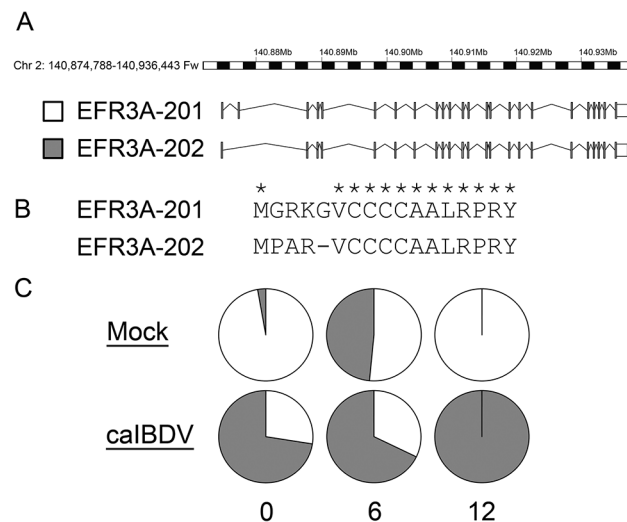 A
140.88Mb 140.89Mb 140.90Mb 140.91Mb 140.92Mb 140.93Mb
Chr 2: 140,874,788-140,936,443 Fw
EFR3A-201
EFR3A-202
* * * * * * * * * * * * *
B EFR3A-201 MGRKGVCCCCAALRPRY
EFR3A-202 MPAR-VCCCCAALRPRY
C
Mock
caIBDV
0 6 12